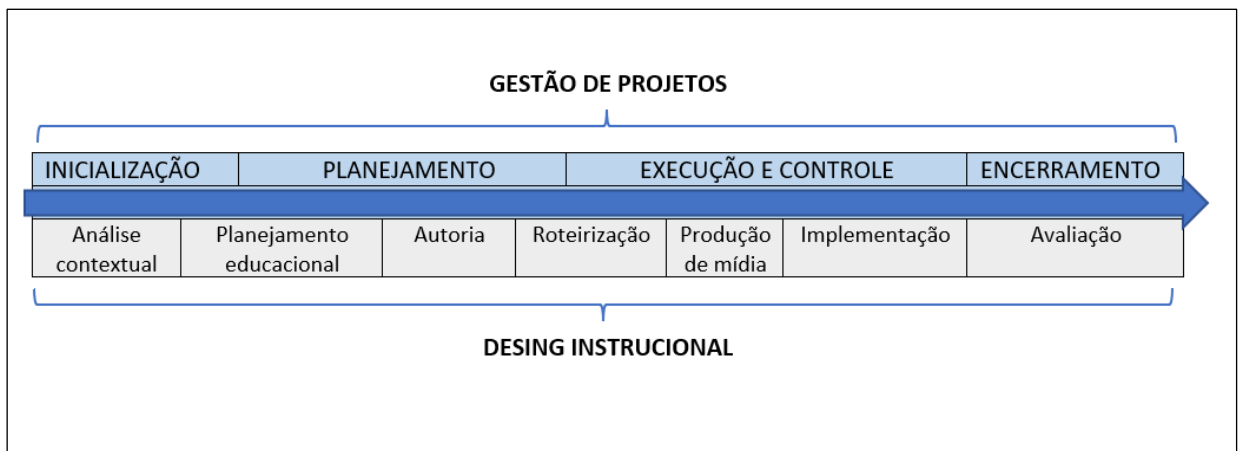 GESTÃO DE PROJETOS
INICIALIZAÇÃO PLANEJAMENTO EXECUÇÃO E CONTROLE ENCERRAMENTO
Análise contextual
Planejamento educacional
Autoria
Roteirização
Produção de mídia
Implementação
Avaliação
DESING INSTRUCIONAL